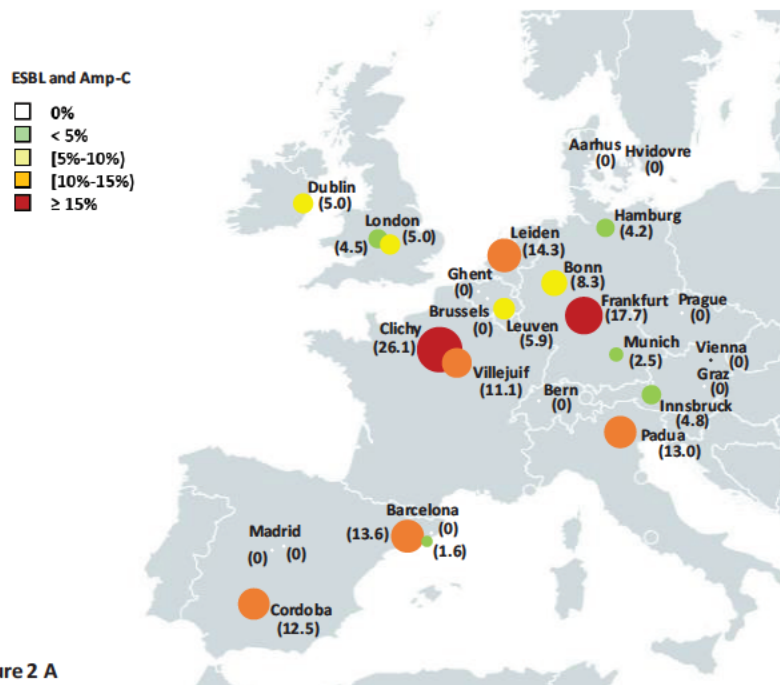 ESBL and Amp-C
0%
< 5%
[5%-10%)
[10%-15%)
≥ 15%
Aarhus
(0)
Hvidovre
(0)
Dublin
(5.0)
London
(4.5)
(5.0)
Hamburg
(4.2)
Leiden
(14.3)
Ghent
(0)
Bonn
(8.3)
Brussels
(0)
Leuven
(5.9)
Frankfurt
(17.7)
Prague
(0)
Clichy
(26.1)
Villejuif
(11.1)
Munich
(2.5)
Vienna
(0)
Graz
(0)
Bern
(0)
Innsbruck
(4.8)
Padua
(13.0)
Barcelona
(13.6)
(0)
(1.6)
Madrid
(0)
(0)
Cordoba
(12.5)
ure 2 A